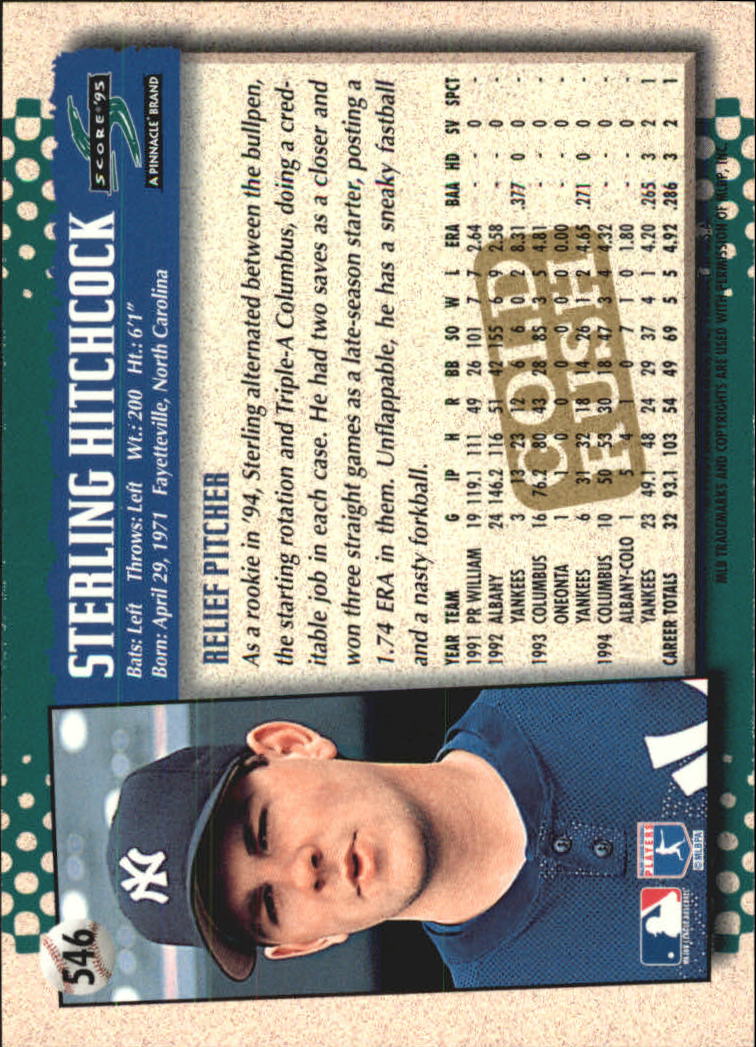 546
NY
STERLING HITCHCOCK
Bats: Left Throws: Left Wt.: 200 Ht.: 6'1"
Born: April 29, 1971 Fayetteville, North Carolina
SCORE® '95
A PINNACLE® BRAND
RELIEF PITCHER
As a rookie in '94, Sterling alternated between the bullpen,
the starting rotation and Triple-A Columbus, doing a cred-
itable job in each case. He had two saves as a closer and
won three straight games as a late-season starter, posting a
1.74 ERA in them. Unflappable, he has a sneaky fastball
and a nasty forkball.
YEAR TEAM G IP H R BB SO W L ERA BAA HD SV SPCT
1991 PR WILLIAM 19 119.1 111 49 26 101 7 7 2.64 - - 0 -
1992 ALBANY 24 146.2 116 51 42 155 6 9 2.58 - - 0 -
YANKEES 3 13 23 12 6 6 0 2 8.31 .377 0 0 -
1993 COLUMBUS 16 76.2 80 43 28 85 3 5 4.81 - - 0 -
ONEONTA 1 1 0 0 0 0 0 0 0.00 - - 0 -
YANKEES 6 31 32 18 14 26 1 2 4.65 .271 0 0 -
1994 COLUMBUS 10 50 53 30 18 47 3 4 4.32 - - 0 -
ALBANY-COLO 1 5 4 1 0 7 1 0 1.80 - - 0 -
YANKEES 23 49.1 48 24 29 37 4 1 4.20 .265 3 2 1
CAREER TOTALS 32 93.1 103 54 49 69 5 5 4.92 .286 3 2 1
GOLD
RUSH
PLAYERS
© MLBPA
MAJOR LEAGUE BASEBALL
MLB TRADEMARKS AND COPYRIGHTS ARE USED WITH PERMISSION OF MLBP, INC.